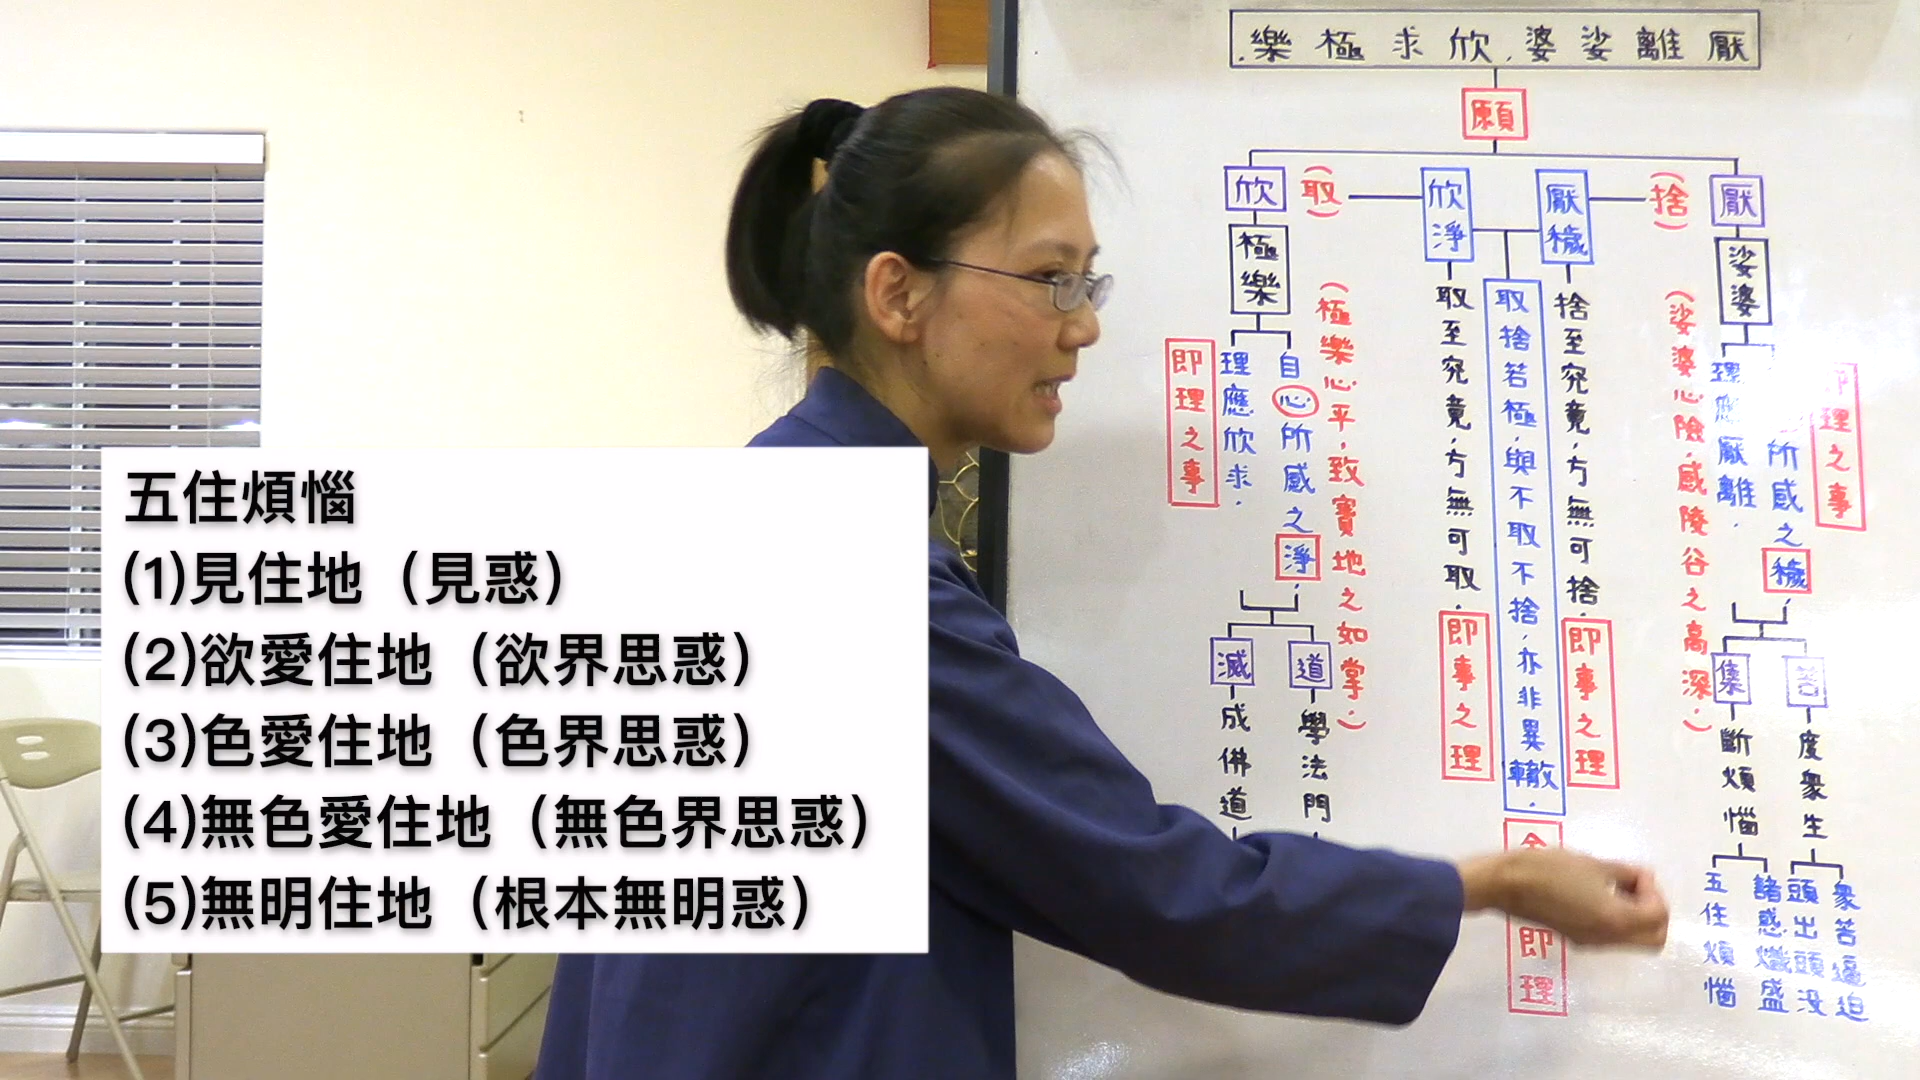 五住煩惱
(1)見住地（見惑）
(2)欲愛住地（欲界思惑）
(3)色愛住地（色界思惑）
(4)無色愛住地（無色界思惑）
(5)無明住地（根本無明惑）
厭離娑婆,欣求極樂.
願
厭
(捨)
厭穢
欣淨
(取)
欣
娑婆
極樂
即理之事
所感之穢,
理應厭離.
(娑婆心險,感陵谷之高深.)
捨至究竟,方無可捨.
即事之理
取捨若極,與不取不捨,亦非異轍.
即理
取至究竟,方無可取.
即事之理
(極樂心平,致寶地之如掌.)
自心所感之淨,
理應欣求.
即理之事
苦
度眾生
眾苦逼迫
頭出頭没
集
斷煩惱
諸惑熾盛
五住煩惱
道
學法門
滅
成佛道